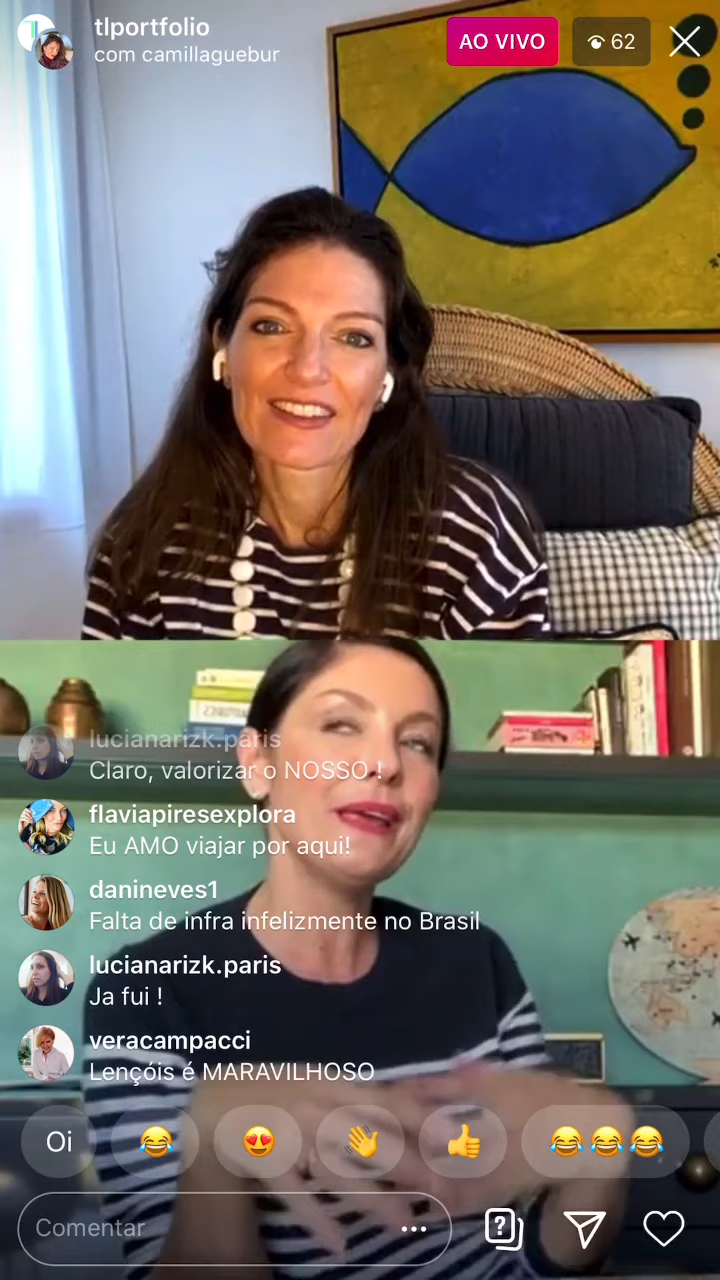 tlportfolio
com camillaguebur
AO VIVO
62
lucianarizk.paris
Claro, valorizar o NOSSO !
flaviapiresexplora
Eu AMO viajar por aqui!
danineves1
Falta de infra infelizmente no Brasil
lucianarizk.paris
Ja fui !
veracampacci
Lençóis é MARAVILHOSO
Oi
Comentar